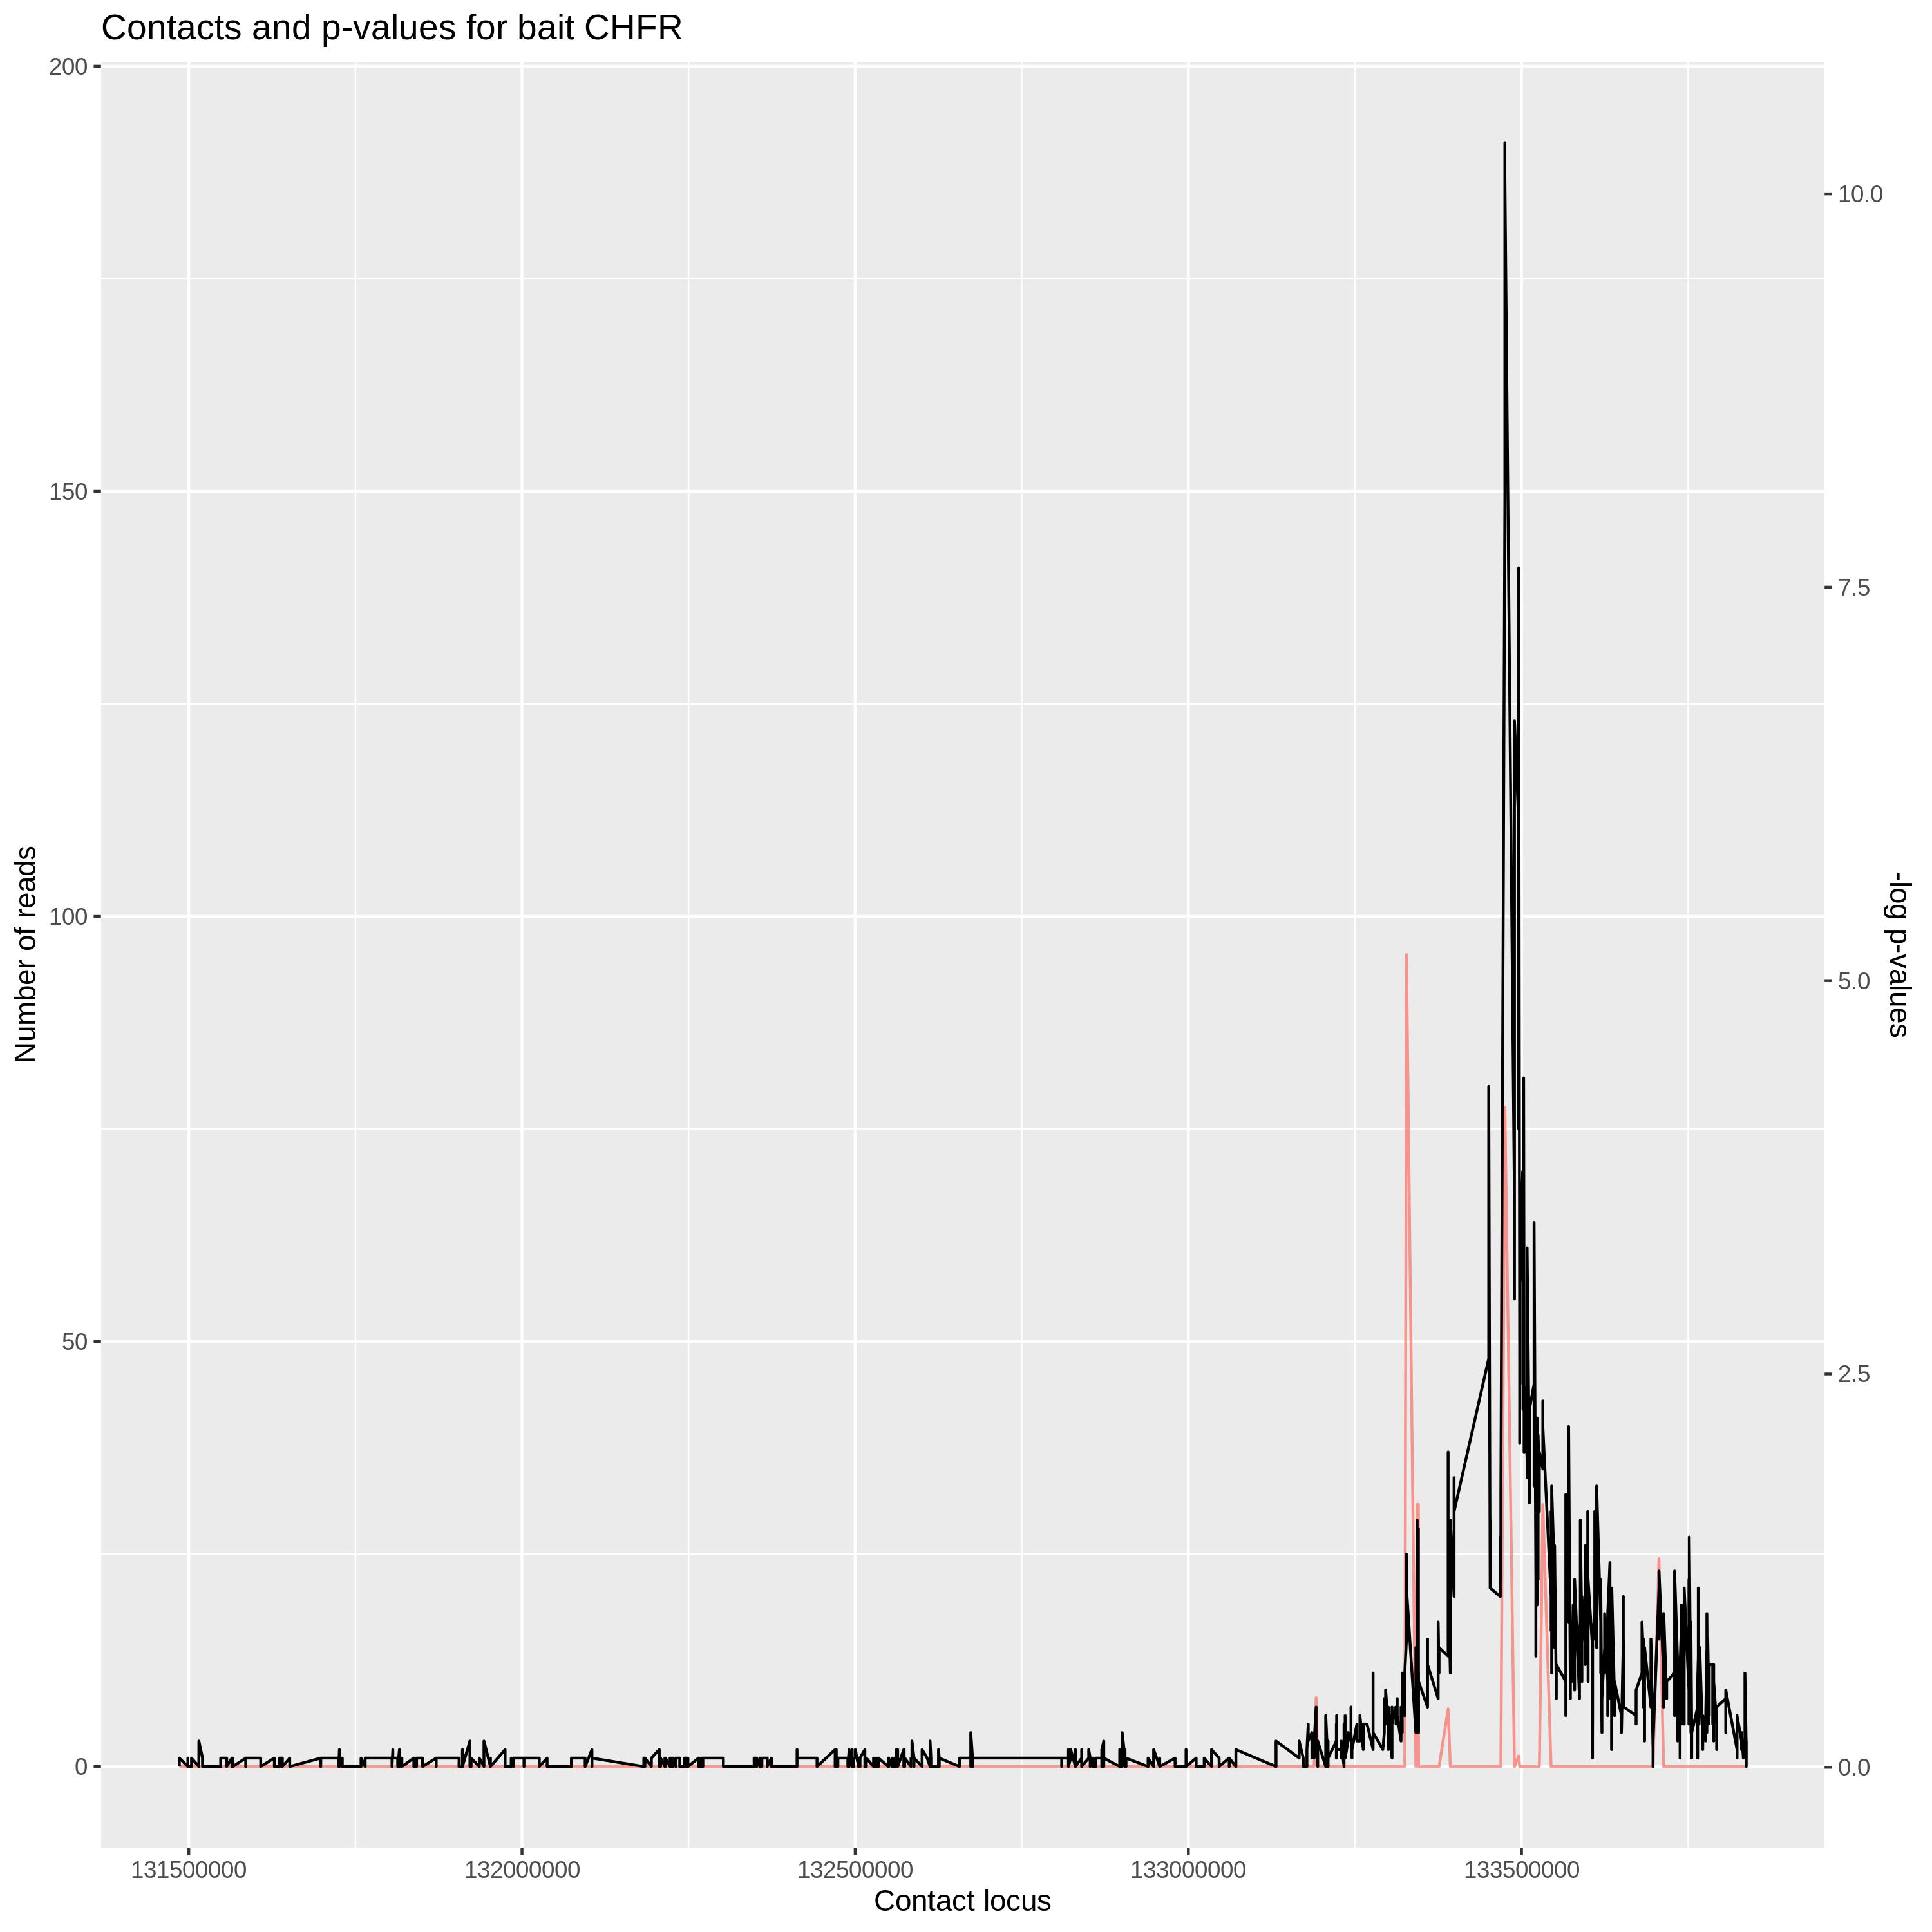 Contacts and p-values for bait CHFR
200
150
100
50
0
Number of reads
10.0
7.5
5.0
2.5
0.0
-log p-values
131500000 132000000 132500000 133000000 133500000
Contact locus